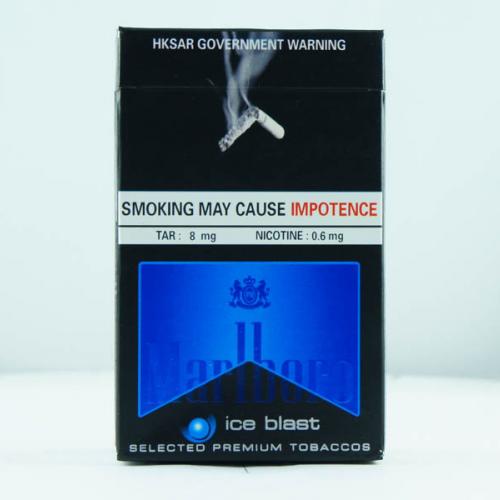 HKSAR GOVERNMENT WARNING
SMOKING MAY CAUSE IMPOTENCE
TAR : 8 mg NICOTINE : 0.6 mg
Marlboro
ice blast
SELECTED PREMIUM TOBACCOS